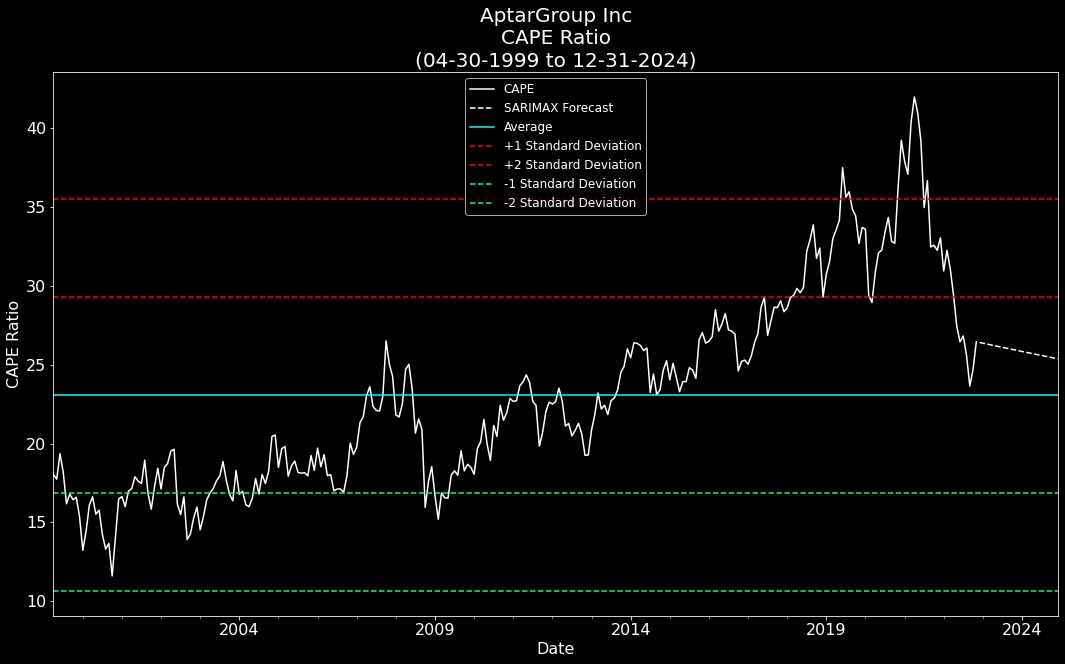 AptarGroup Inc
CAPE Ratio
(04-30-1999 to 12-31-2024)
CAPE
SARIMAX Forecast
Average
+1 Standard Deviation
+2 Standard Deviation
-1 Standard Deviation
-2 Standard Deviation
40
35
30
25
20
15
10
CAPE Ratio
2004 2009 2014 2019 2024
Date